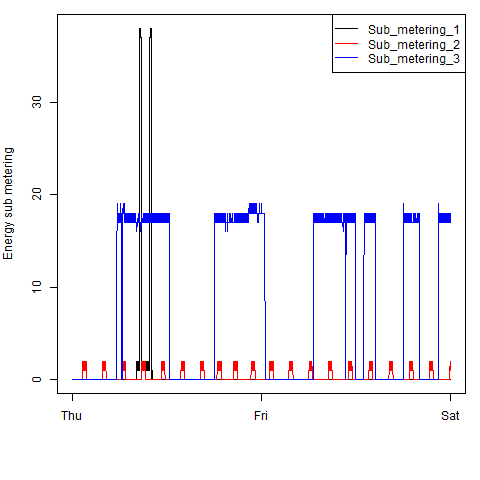 Sub_metering_1
Sub_metering_2
Sub_metering_3
Energy sub metering
30
20
10
0
Thu Fri Sat